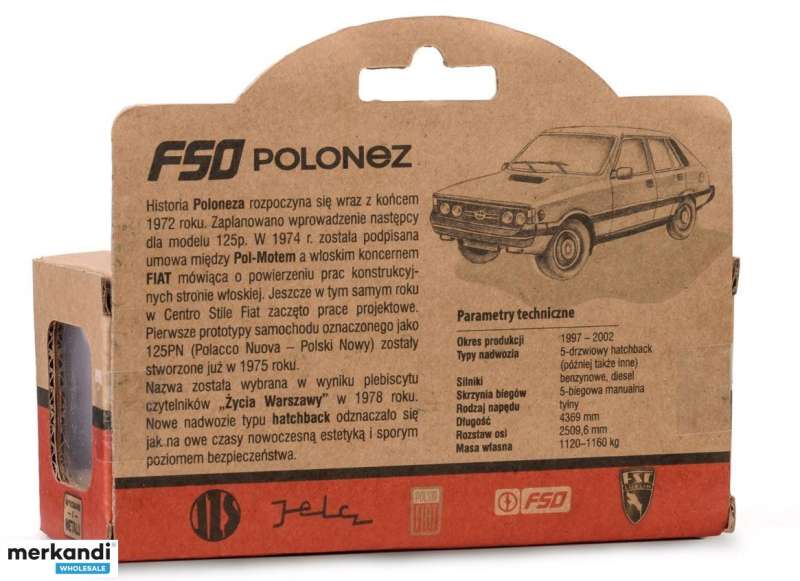 FSO POLONEZ
Historia Poloneza rozpoczyna się wraz z końcem
1972 roku. Zaplanowano wprowadzenie następcy
dla modelu 125p. W 1974 r. została podpisana
umowa między Pol-Motem a włoskim koncernem
FIAT mówiąca o powierzeniu prac konstrukcyj-
nych stronie włoskiej. Jeszcze w tym samym roku
w Centro Stile Fiat zaczęto prace projektowe.
Pierwsze prototypy samochodu oznaczonego jako
125PN (Polacco Nuova – Polski Nowy) zostały
stworzone już w 1975 roku.
Nazwa została wybrana w wyniku plebiscytu
czytelników „Życia Warszawy" w 1978 roku.
Nowe nadwozie typu hatchback odznaczało się
jak na owe czasy nowoczesną estetyką i sporym
poziomem bezpieczeństwa.
Parametry techniczne
Okres produkcji 1997 – 2002
Typy nadwozia 5-drzwiowy hatchback
(później także inne)
Silniki benzynowe, diesel
Skrzynia biegów 5-biegowa manualna
Rodzaj napędu tylny
Długość 4369 mm
Rozstaw osi 2509,6 mm
Masa własna 1120–1160 kg
Jelcz
POLSKI
FIAT
FSO
FSC
LUBLIN
METALU
merkandi
WHOLESALE